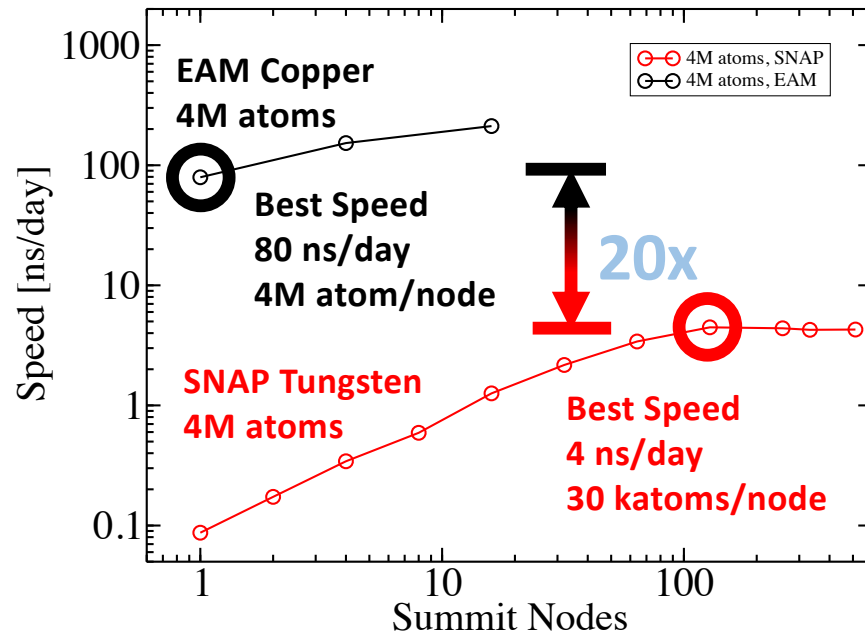 1000
100
10
1
0.1
Speed [ns/day]
EAM Copper
4M atoms
4M atoms, SNAP
4M atoms, EAM
Best Speed
80 ns/day
4M atom/node
20x
SNAP Tungsten
4M atoms
Best Speed
4 ns/day
30 katoms/node
1
10
100
Summit Nodes